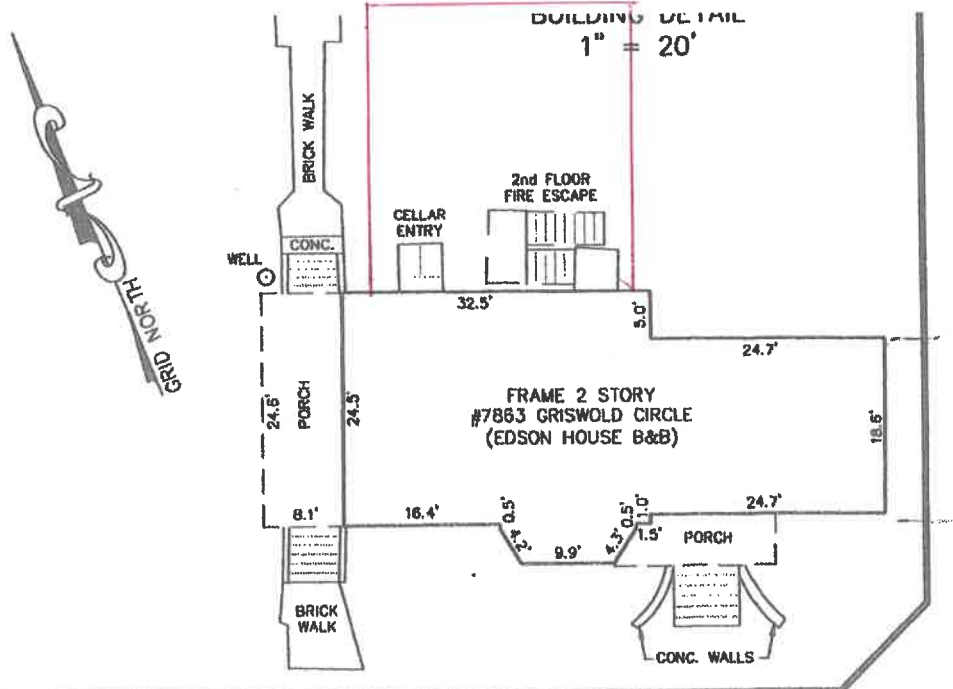 BUILDING DETAIL
1" = 20'
GRID NORTH
BRICK WALK
2nd FLOOR
FIRE ESCAPE
CELLAR
ENTRY
CONC.
WELL
32.5'
5.0'
24.7'
24.6'
PORCH
24.5'
FRAME 2 STORY
#7863 GRISWOLD CIRCLE
(EDSON HOUSE B&B)
18.6'
8.1'
16.4'
0.5'
4.2'
9.9'
4.3'
0.5'
1.0'
1.5'
24.7'
PORCH
BRICK
WALK
CONC. WALLS